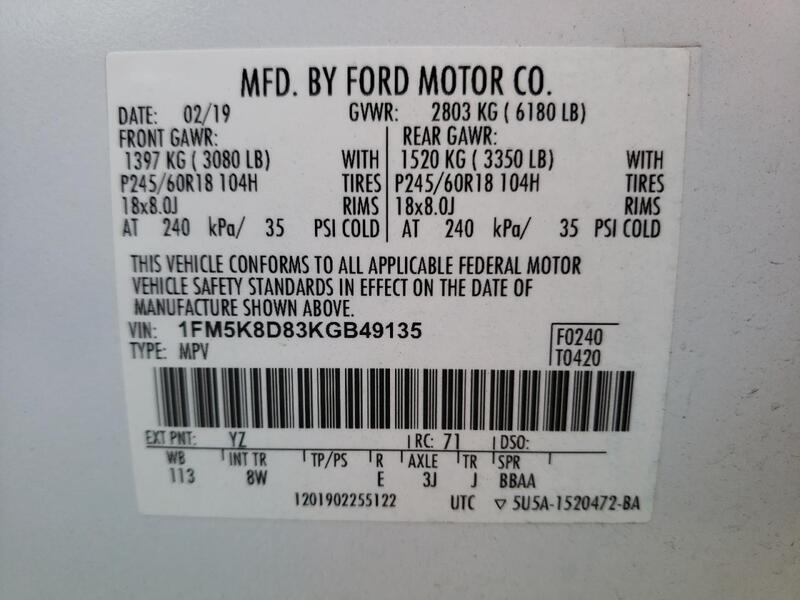 MFD. BY FORD MOTOR CO.
DATE: 02/19 GVWR: 2803 KG ( 6180 LB)
FRONT GAWR: REAR GAWR:
1397 KG ( 3080 LB) WITH 1520 KG ( 3350 LB) WITH
P245/60R18 104H TIRES P245/60R18 104H TIRES
18x8.0J RIMS 18x8.0J RIMS
AT 240 kPa/ 35 PSI COLD AT 240 kPa/ 35 PSI COLD
THIS VEHICLE CONFORMS TO ALL APPLICABLE FEDERAL MOTOR
VEHICLE SAFETY STANDARDS IN EFFECT ON THE DATE OF
MANUFACTURE SHOWN ABOVE.
VIN: 1FM5K8D83KGB49135 F0240
TYPE: MPV T0420
EXT PNT: YZ RC: 71 DSO:
WB INT TR TP/PS R AXLE TR SPR
113 8W E 3J J BBAA
1201902255122 UTC ▽ 5U5A-1520472-BA